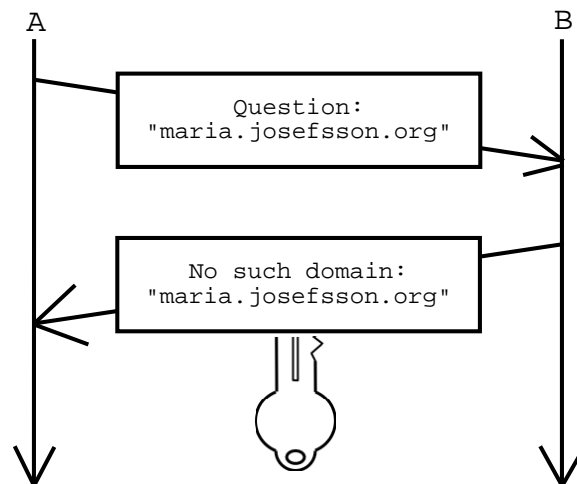 A
B
Question:
"maria.josefsson.org"
No such domain:
"maria.josefsson.org"